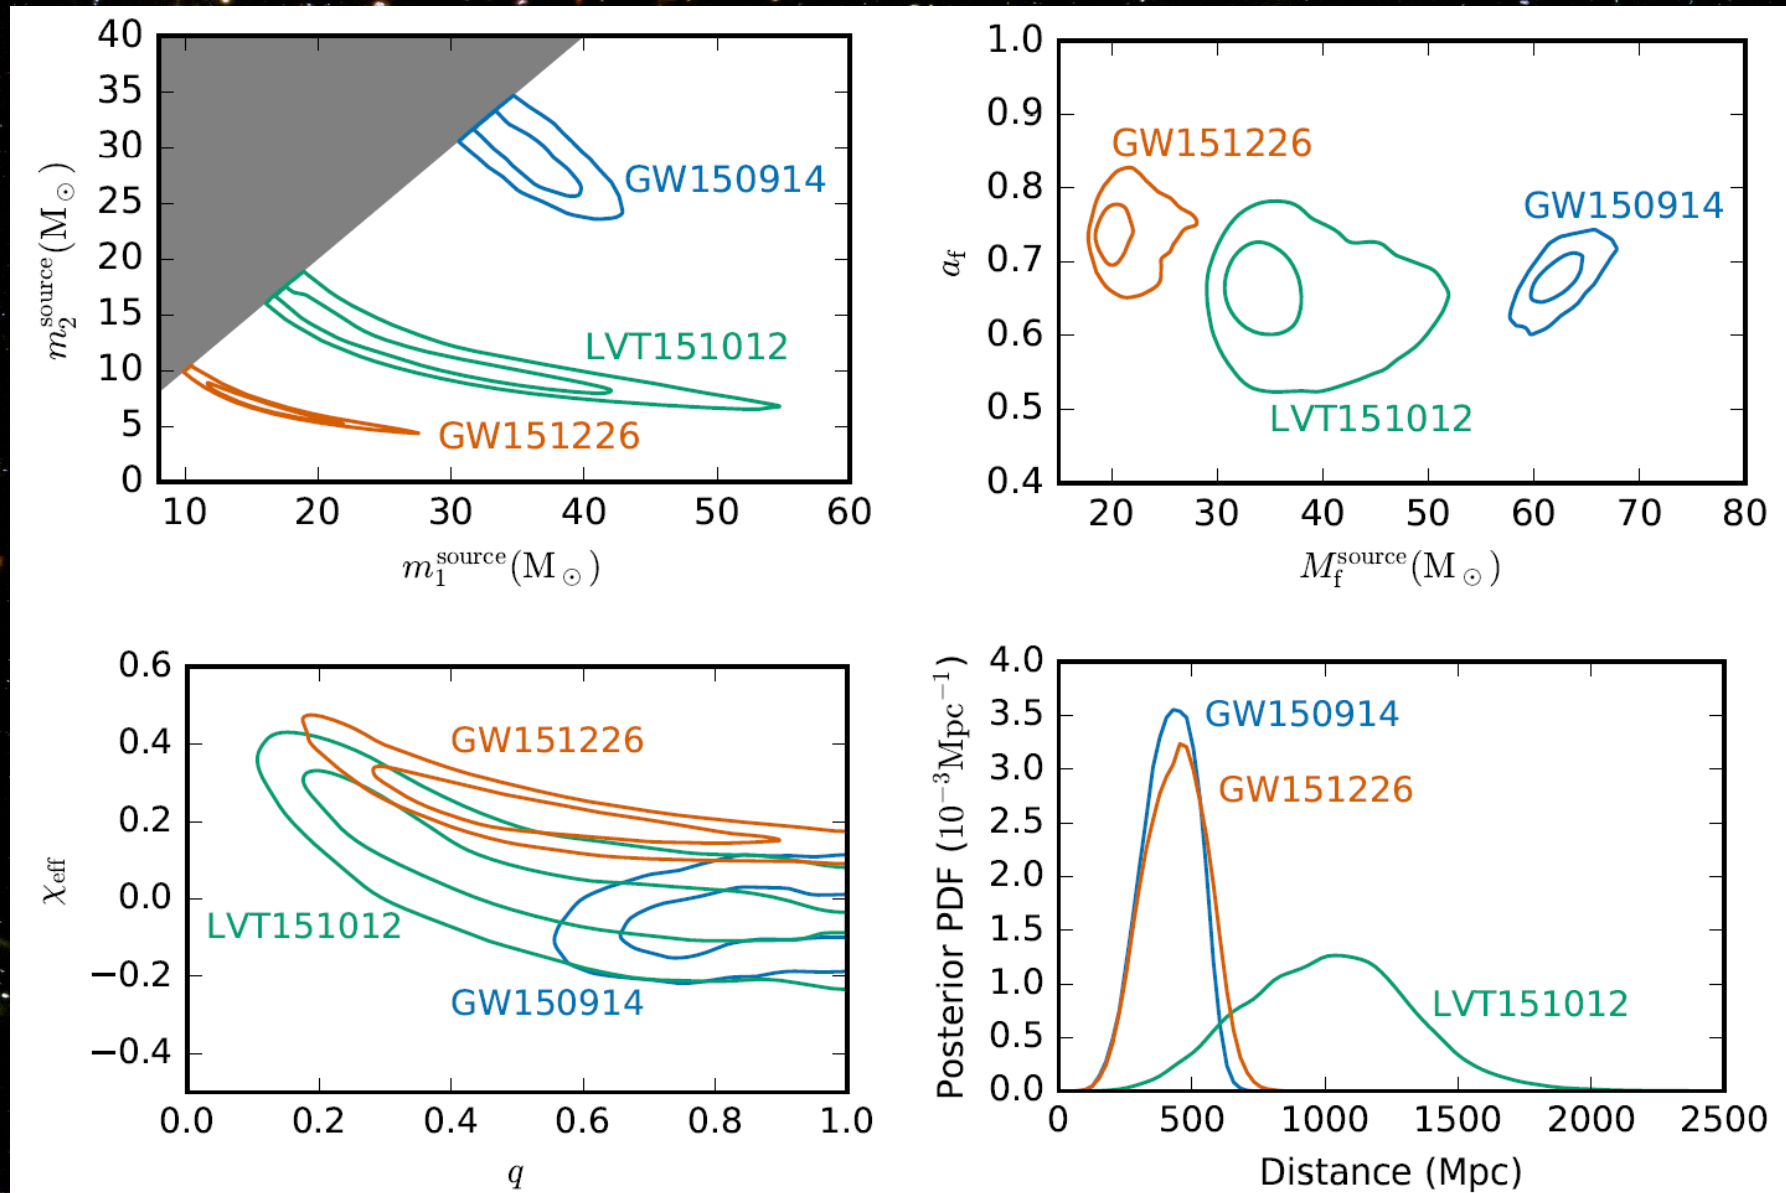 40
35
30
25
20
15
10
5
0
m₂^source (M⊙)
GW150914
LVT151012
GW151226
10 20 30 40 50 60
m₁^source (M⊙)
1.0
0.9
0.8
0.7
0.6
0.5
0.4
a_f
GW151226
GW150914
LVT151012
20 30 40 50 60 70 80
M_f^source (M⊙)
0.6
0.4
0.2
0.0
−0.2
−0.4
χ_eff
GW151226
LVT151012
GW150914
0.0 0.2 0.4 0.6 0.8 1.0
q
4.0
3.5
3.0
2.5
2.0
1.5
1.0
0.5
0.0
Posterior PDF (10⁻³Mpc⁻¹)
GW150914
GW151226
LVT151012
0 500 1000 1500 2000 2500
Distance (Mpc)